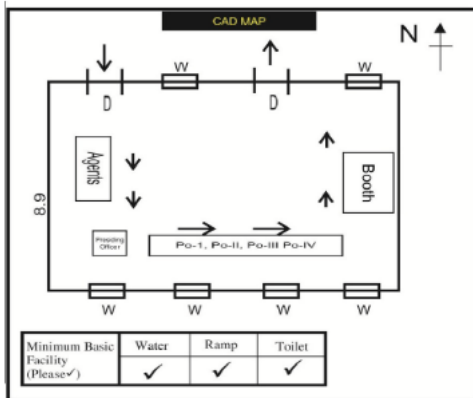 CAD MAP
N
W
W
D
D
Agents
Booth
8.9
Presiding
Officer
Po-1, Po-II, Po-III Po-IV
W
W
W
W
Minimum Basic Water Ramp Toilet
Facility
(Please✓) ✓ ✓ ✓